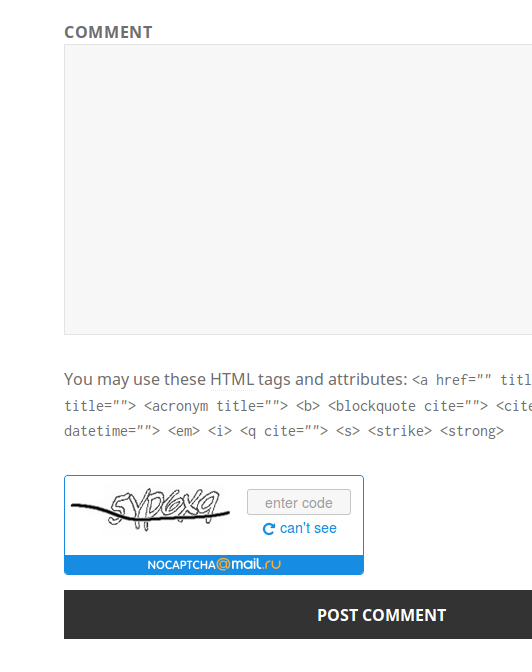 COMMENT
You may use these HTML tags and attributes: <a href="" titl
title=""> <acronym title=""> <b> <blockquote cite=""> <cite
datetime=""> <em> <i> <q cite=""> <s> <strike> <strong>
enter code
can't see
NOCAPTCHA@mail.ru
POST COMMENT